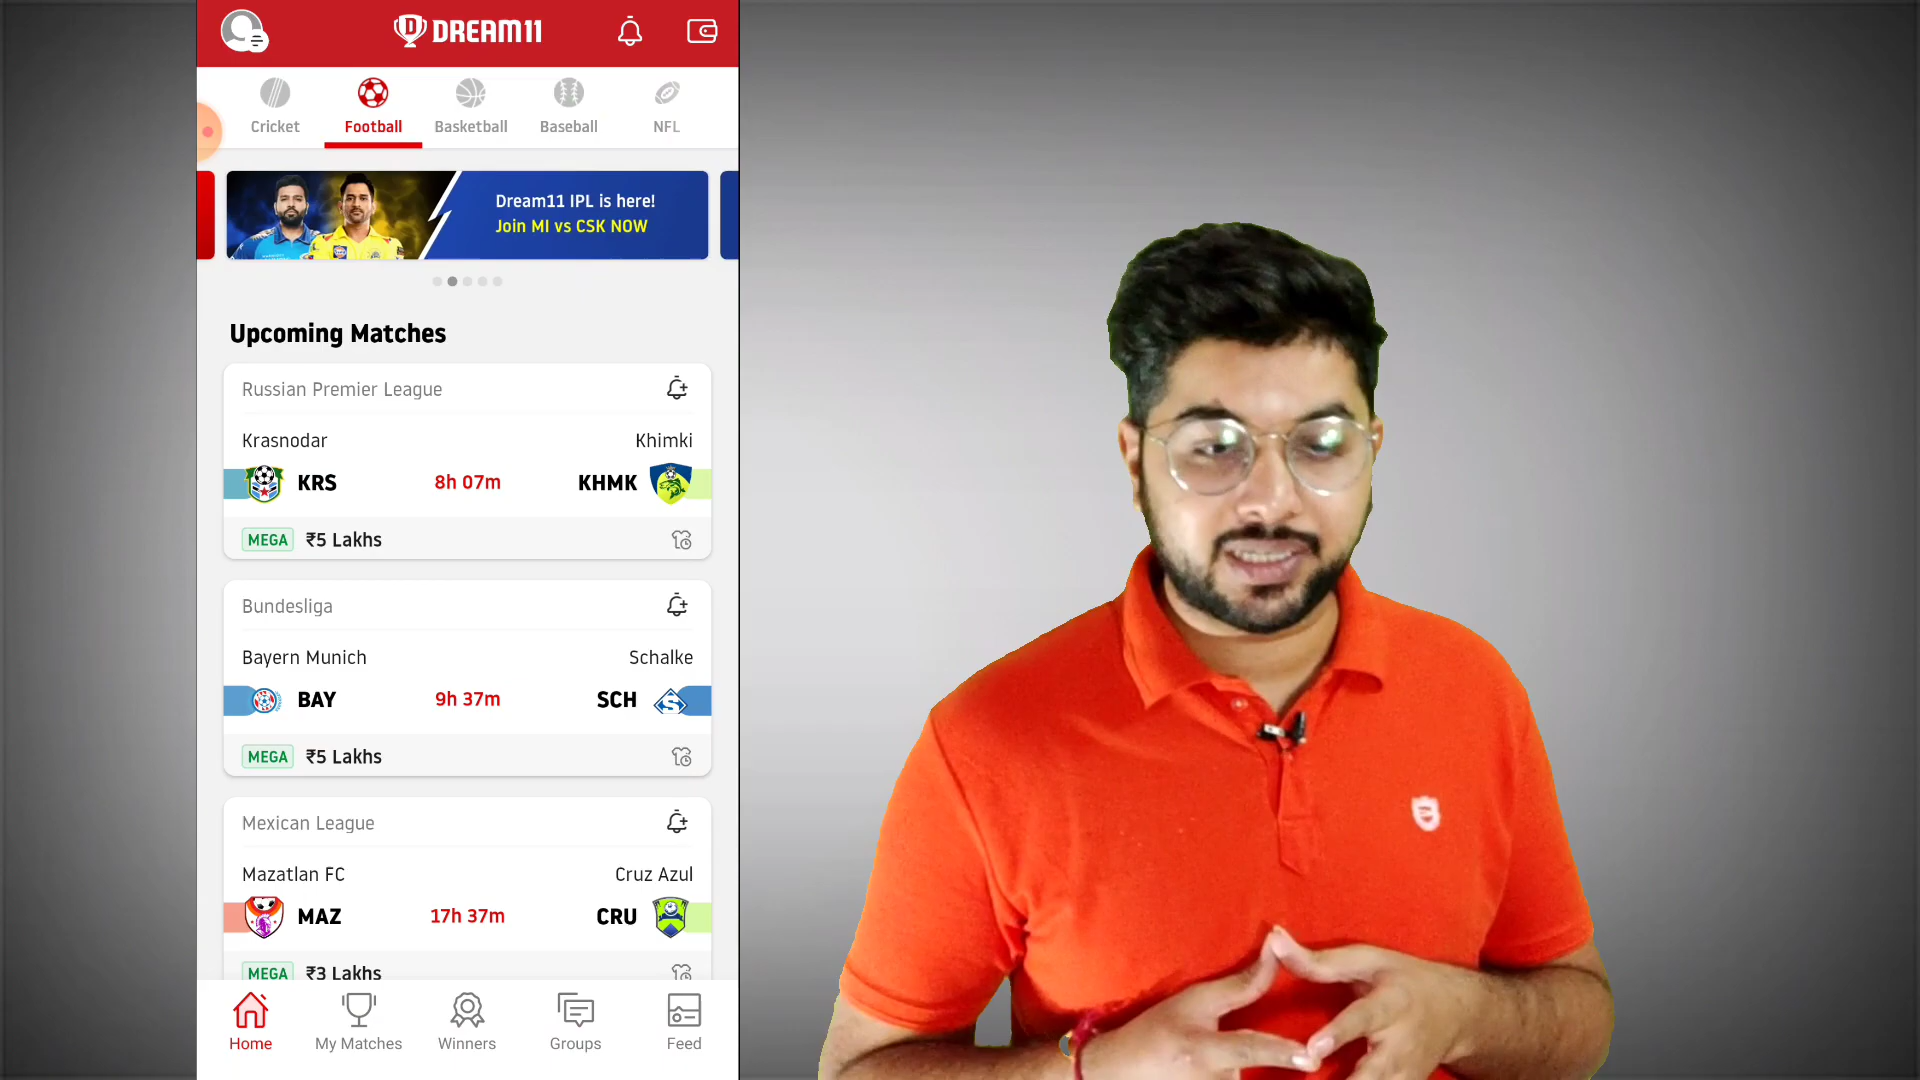 DREAM11
Cricket
Football
Basketball
Baseball
NFL
Dream11 IPL is here!
Join MI vs CSK NOW
Upcoming Matches
Russian Premier League
Krasnodar
Khimki
KRS
8h 07m
KHMK
MEGA ₹5 Lakhs
Bundesliga
Bayern Munich
Schalke
BAY
9h 37m
SCH
MEGA ₹5 Lakhs
Mexican League
Mazatlan FC
Cruz Azul
MAZ
17h 37m
CRU
MEGA ₹3 Lakhs
Home
My Matches
Winners
Groups
Feed